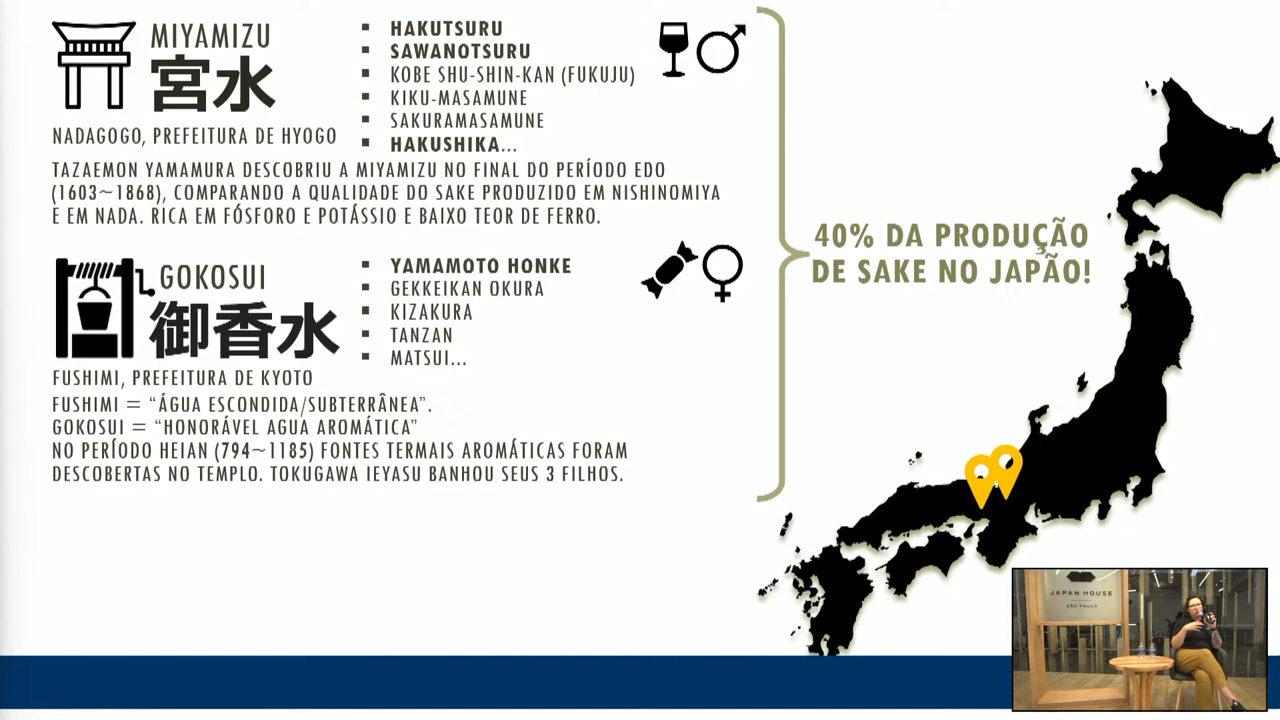 MIYAMIZU
宮水
NADAGOGO, PREFEITURA DE HYOGO
HAKUTSURU
SAWANOTSURU
KOBE SHU-SHIN-KAN (FUKUJU)
KIKU-MASAMUNE
SAKURAMASAMUNE
HAKUSHIKA...
TAZAEMON YAMAMURA DESCOBRIU A MIYAMIZU NO FINAL DO PERÍODO EDO
(1603~1868), COMPARANDO A QUALIDADE DO SAKE PRODUZIDO EM NISHINOMIYA
E EM NADA. RICA EM FÓSFORO E POTÁSSIO E BAIXO TEOR DE FERRO.
GOKOSUI
御香水
FUSHIMI, PREFEITURA DE KYOTO
YAMAMOTO HONKE
GEKKEIKAN OKURA
KIZAKURA
TANZAN
MATSUI...
FUSHIMI = “ÁGUA ESCONDIDA/SUBTERRÂNEA”.
GOKOSUI = “HONORÁVEL AGUA AROMÁTICA”
NO PERÍODO HEIAN (794~1185) FONTES TERMAIS AROMÁTICAS FORAM
DESCOBERTAS NO TEMPLO. TOKUGAWA IEYASU BANHOU SEUS 3 FILHOS.
40% DA PRODUÇÃO
DE SAKE NO JAPÃO!
JAPAN HOUSE
SÃO PAULO